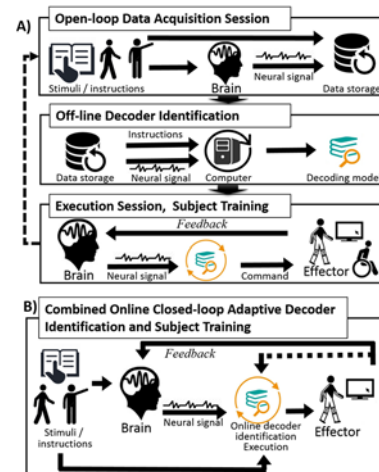 A)
Open-loop Data Acquisition Session
Stimuli / instructions
Brain
Neural signal
Data storage
Off-line Decoder Identification
Instructions
Data storage
Neural signal
Computer
Decoding model
Execution Session, Subject Training
Feedback
Brain
Neural signal
Command
Effector
B)
Combined Online Closed-loop Adaptive Decoder
Identification and Subject Training
Feedback
Stimuli /
instructions
Brain
Neural signal
Online decoder
identification
Execution
Effector